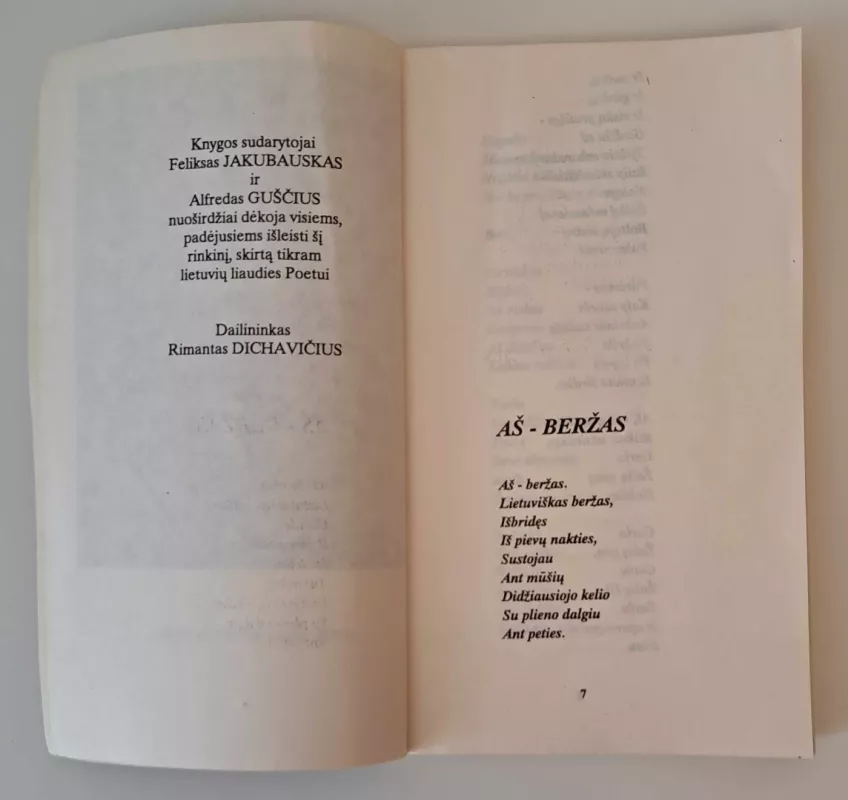 Knygos sudarytojai
Feliksas JAKUBAUSKAS
ir
Alfredas GUŠČIUS
nuoširdžiai dėkoja visiems,
padėjusiems išleisti šį
rinkinį, skirtą tikram
lietuvių liaudies Poetui
Dailininkas
Rimantas DICHAVIČIUS
AŠ - BERŽAS
Aš - beržas.
Lietuviškas beržas,
Išbridęs
Iš pievų nakties,
Sustojau
Ant mūšių
Didžiausiojo kelio
Su plieno dalgiu
Ant peties.
7